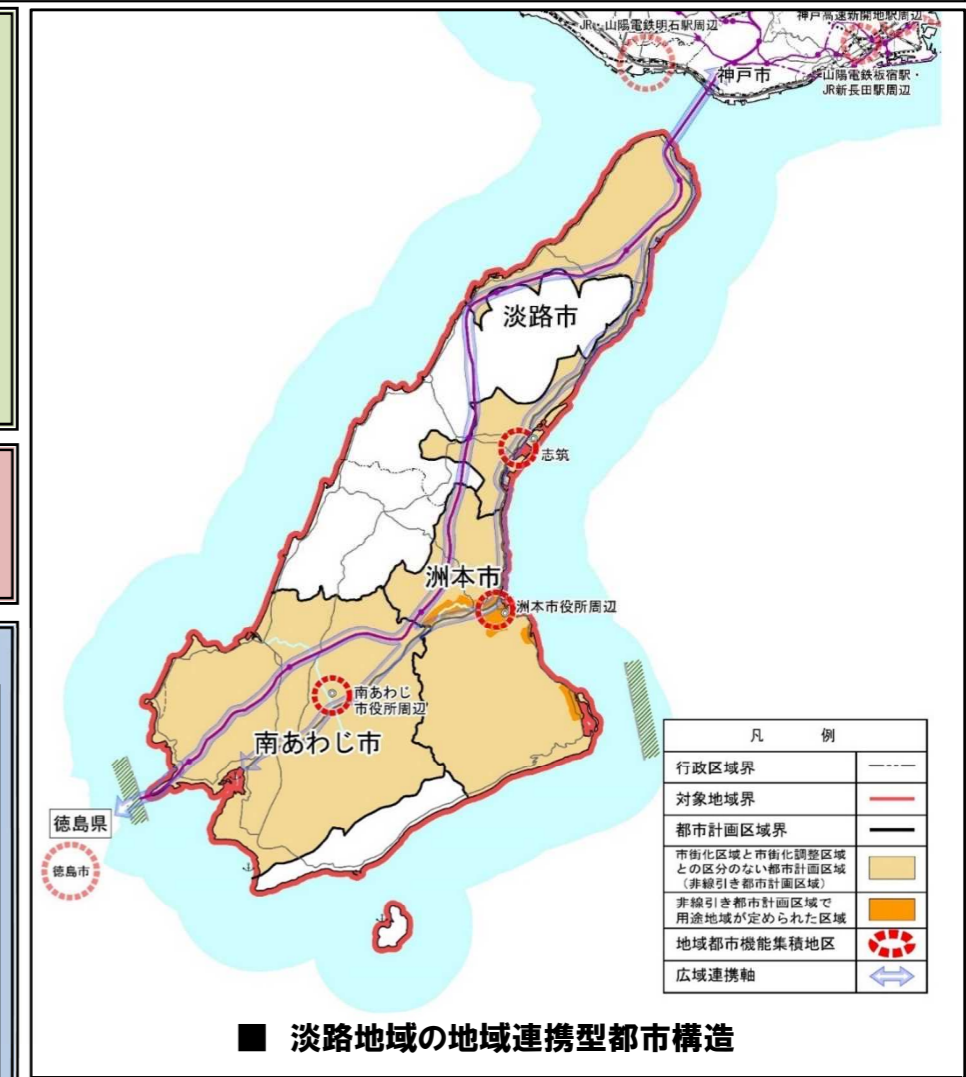 JR・山陽電鉄明石駅周辺
神戸高速新開地駅周辺
神戸市
山陽電鉄板宿駅・
JR新長田駅周辺
淡路市
志筑
洲本市
洲本市役所周辺
南あわじ
市役所周辺
南あわじ市
徳島県
徳島市
凡 例
行政区域界
対象地域界
都市計画区域界
市街化区域と市街化調整区域
との区分のない都市計画区域
(非線引き都市計画区域)
非線引き都市計画区域で
用途地域が定められた区域
地域都市機能集積地区
広域連携軸
■ 淡路地域の地域連携型都市構造